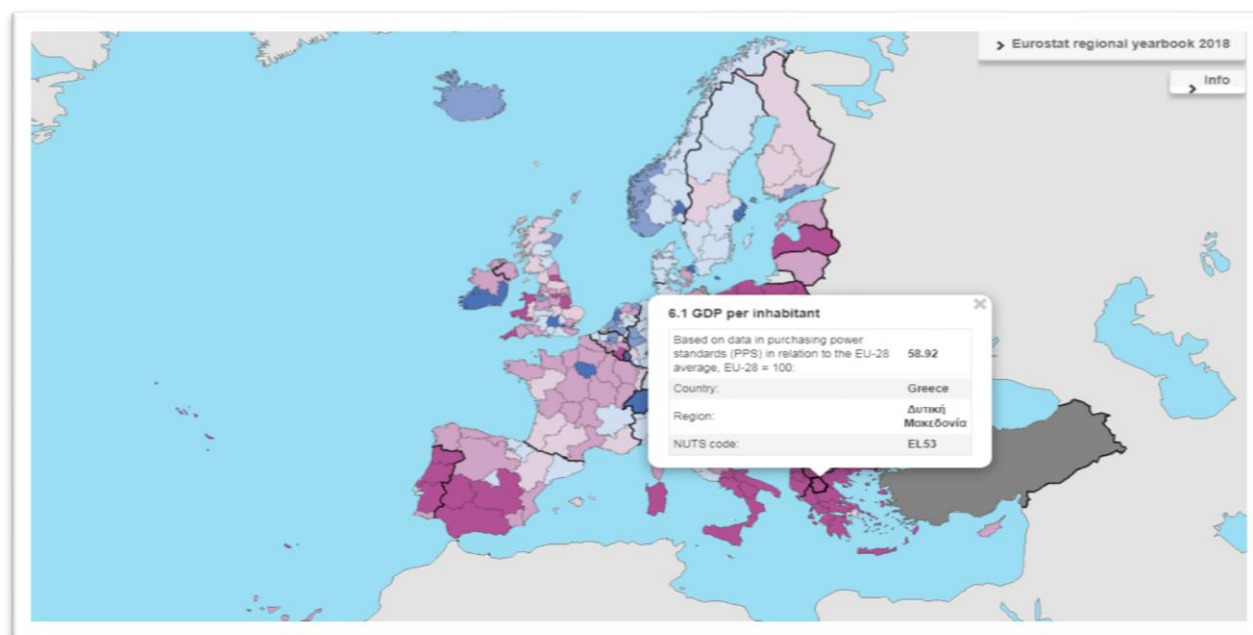 Eurostat regional yearbook 2018
Info
6.1 GDP per inhabitant
Based on data in purchasing power
standards (PPS) in relation to the EU-28
average, EU-28 = 100:
58.92
Country:
Greece
Region:
Δυτική
Μακεδονία
NUTS code:
EL53